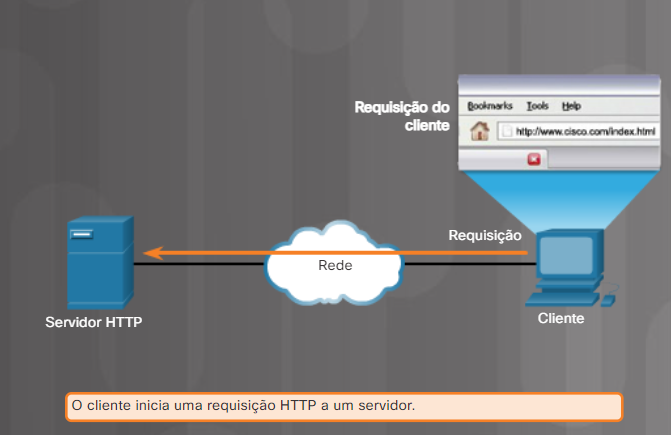 Requisição do
cliente
Bookmarks Tools Help
http://www.cisco.com/index.html
Requisição
Rede
Servidor HTTP
Cliente
O cliente inicia uma requisição HTTP a um servidor.